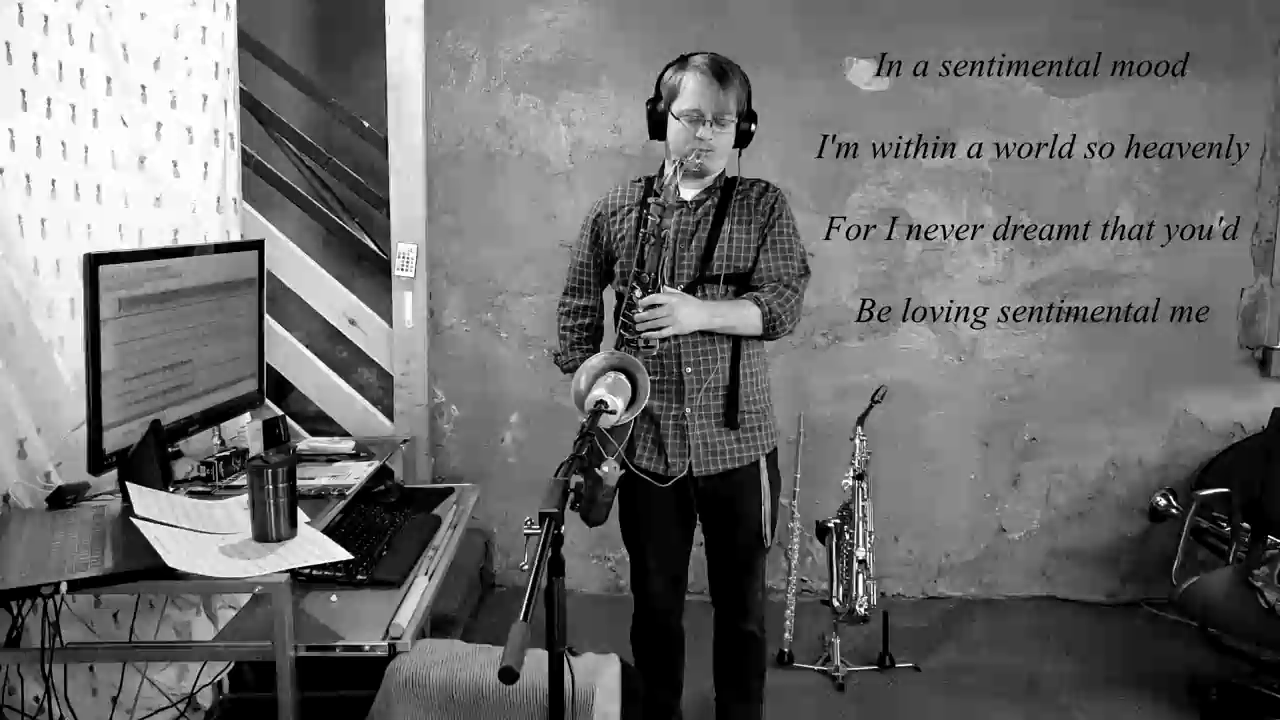 In a sentimental mood
I'm within a world so heavenly
For I never dreamt that you'd
Be loving sentimental me